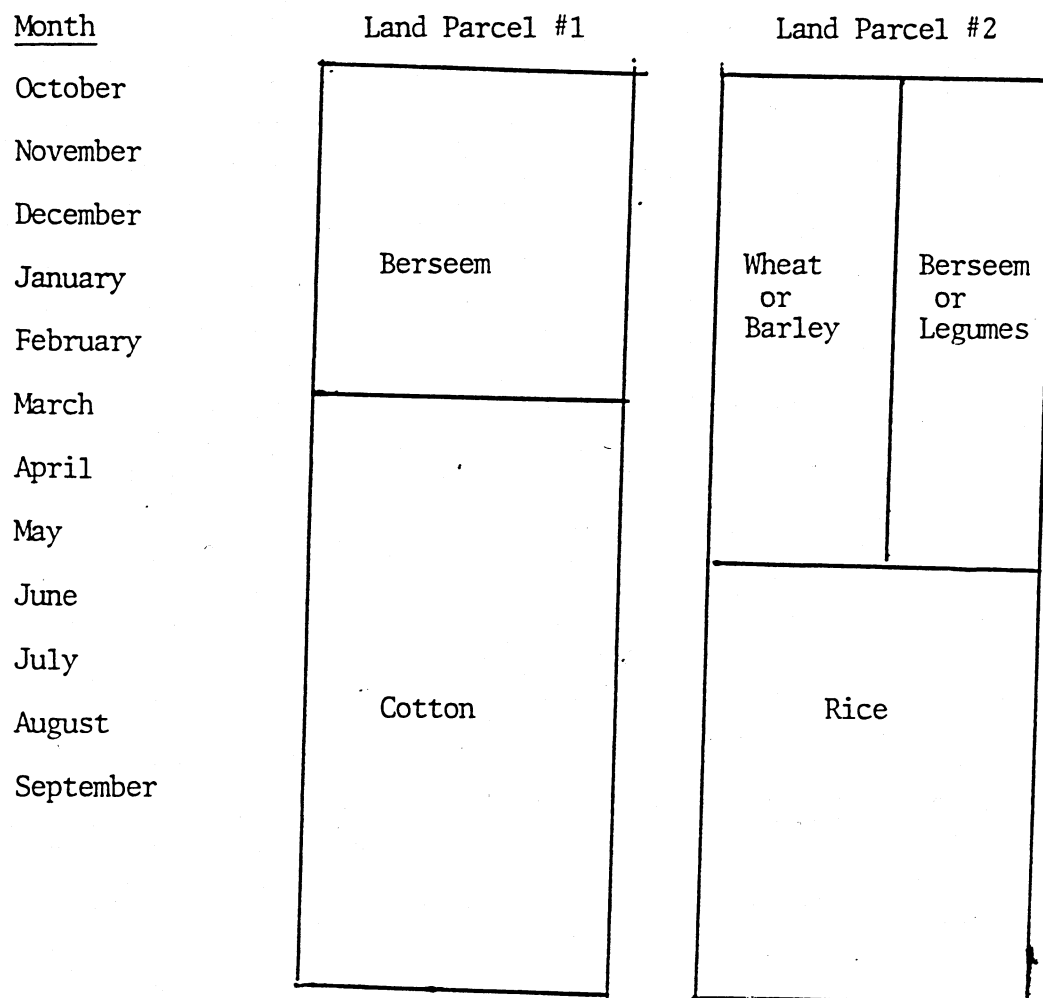 Month Land Parcel #1 Land Parcel #2
October
November
December
January
February
March
April
May
June
July
August
September
Berseem
Cotton
Wheat
or
Barley
Berseem
or
Legumes
Rice